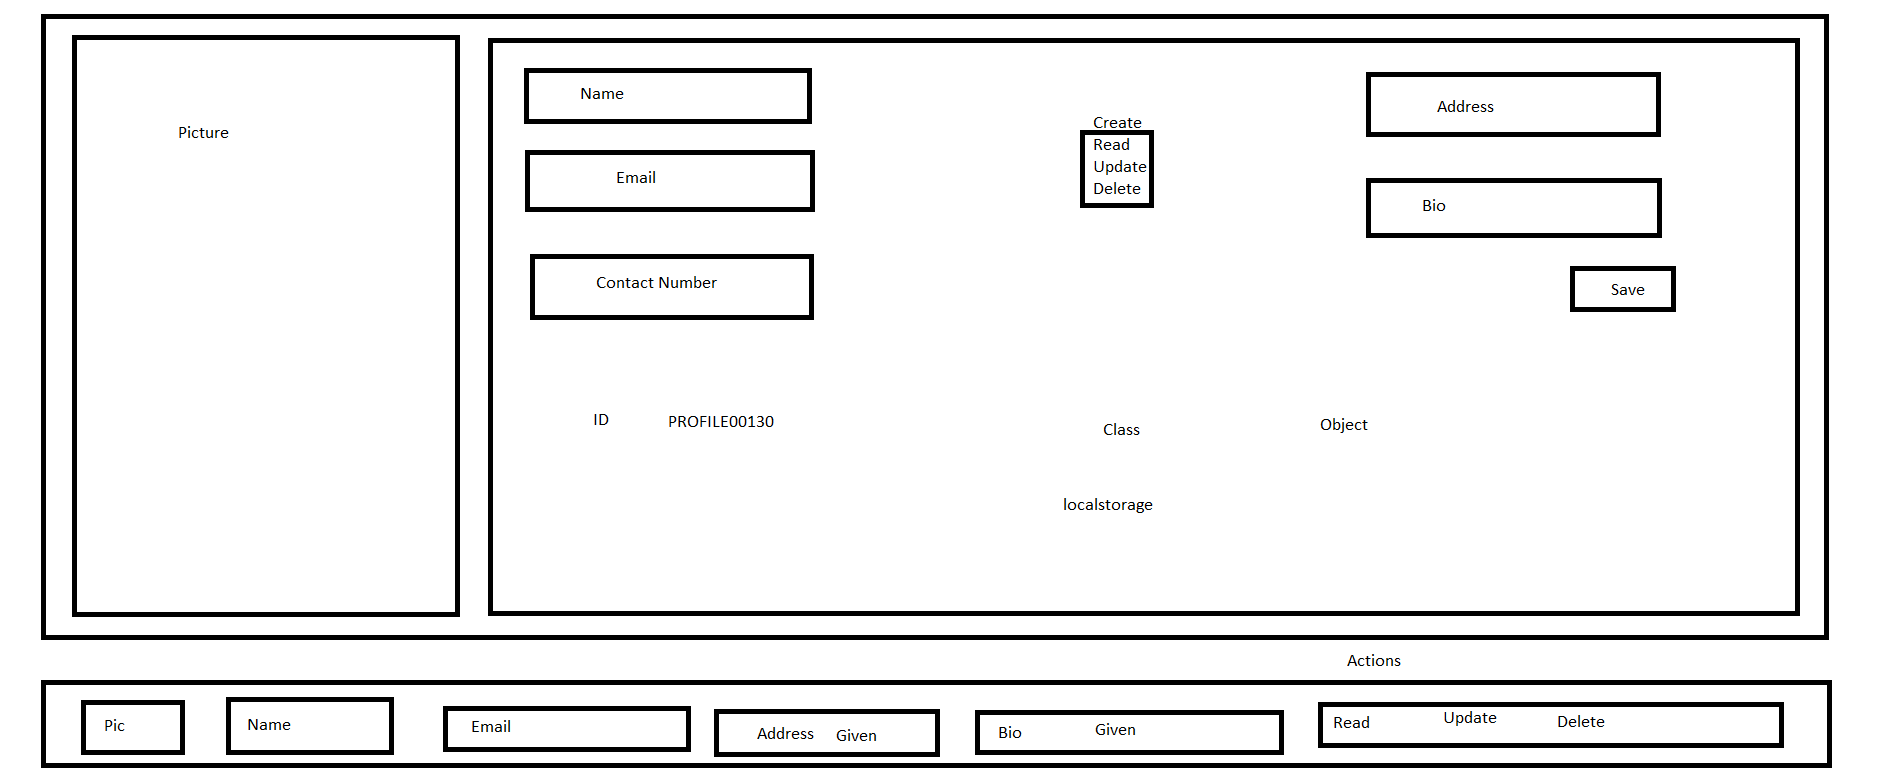 Picture
Name
Email
Contact Number
Create
Read
Update
Delete
Address
Bio
Save
ID PROFILE00130
Class
Object
localstorage
Actions
Pic
Name
Email
Address Given
Bio Given
Read Update Delete